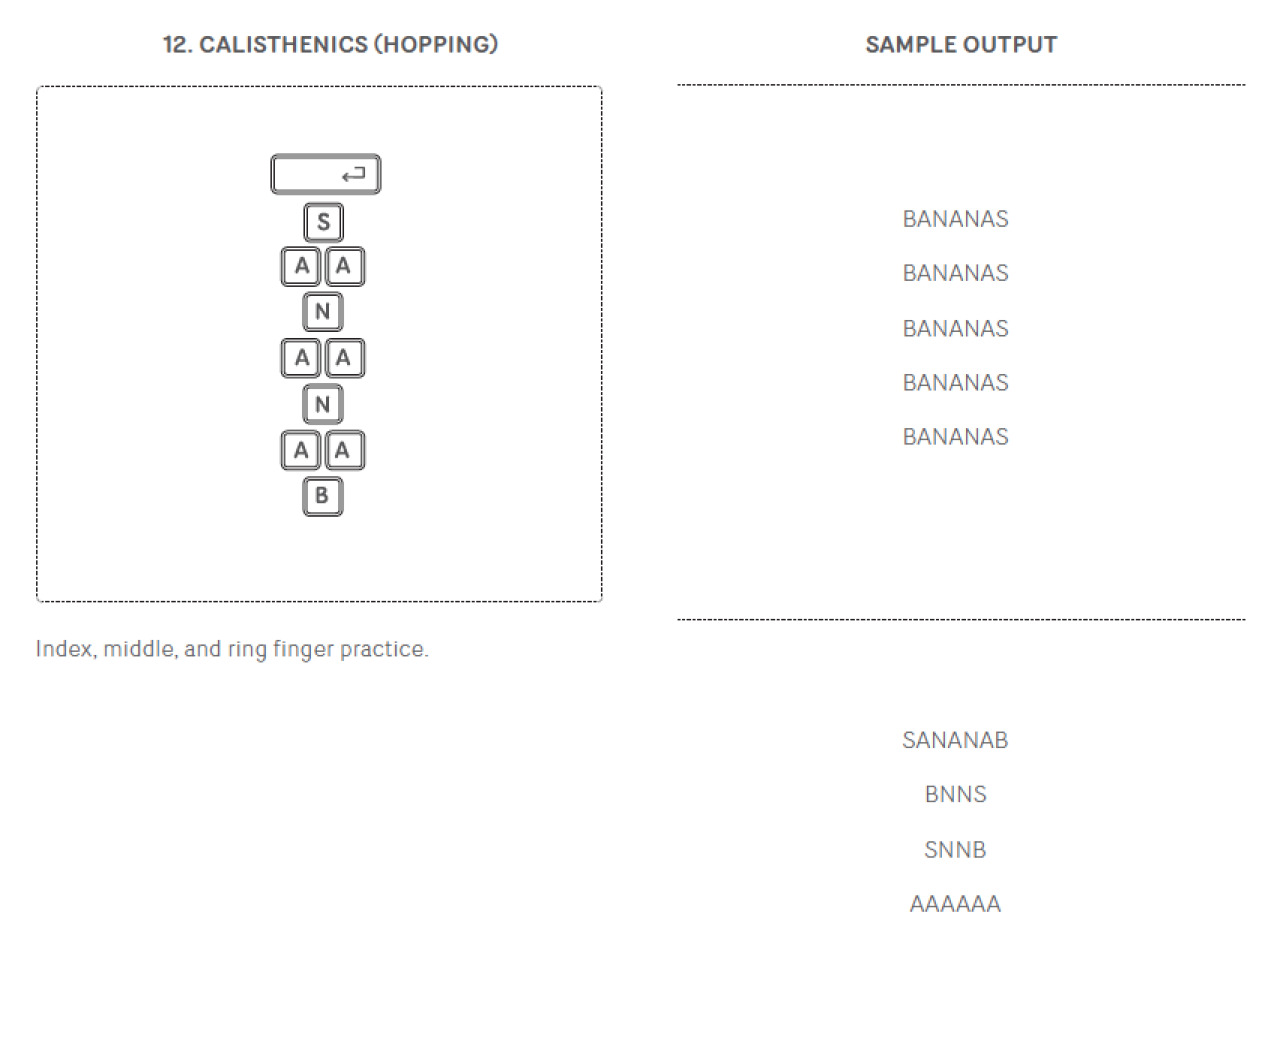 12. CALISTHENICS (HOPPING)
S
A A
N
A A
N
A A
B
Index, middle, and ring finger practice.
SAMPLE OUTPUT
BANANAS
BANANAS
BANANAS
BANANAS
BANANAS
SANANAB
BNNS
SNNB
AAAAAA